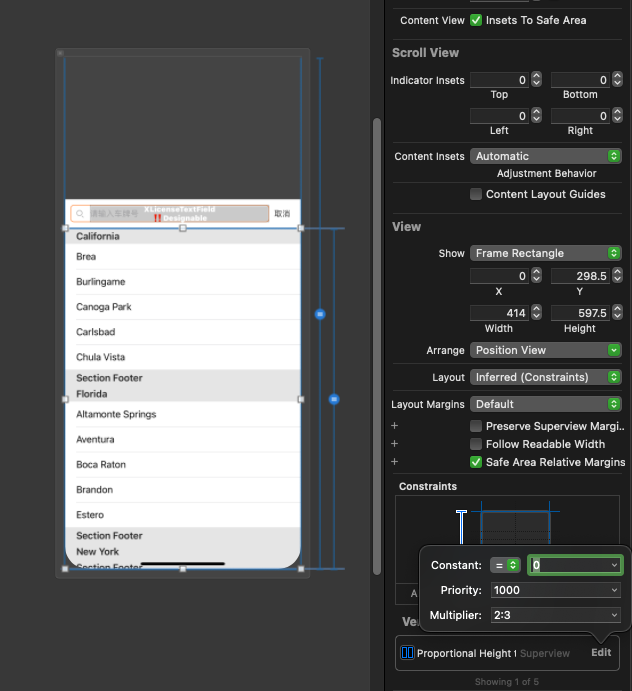 Content View
Insets To Safe Area
Scroll View
Indicator Insets
0
0
Top
Bottom
0
0
Left
Right
Content Insets
Automatic
Adjustment Behavior
Content Layout Guides
View
Show
Frame Rectangle
0
298.5
X
Y
414
597.5
Width
Height
Arrange
Position View
Layout
Inferred (Constraints)
Layout Margins
Default
+
Preserve Superview Margi..
+
Follow Readable Width
+
Safe Area Relative Margins
Constraints
Constant:
=
0
Priority:
1000
Multiplier:
2:3
A
Ve
Proportional Height t
Superview
Edit
Showing 1 of 5
请输入车牌号
XLicenseTextField
‼️Designable
取消
California
Brea
Burlingame
Canoga Park
Carlsbad
Chula Vista
Section Footer
Florida
Altamonte Springs
Aventura
Boca Raton
Brandon
Estero
Section Footer
New York
Section Footer